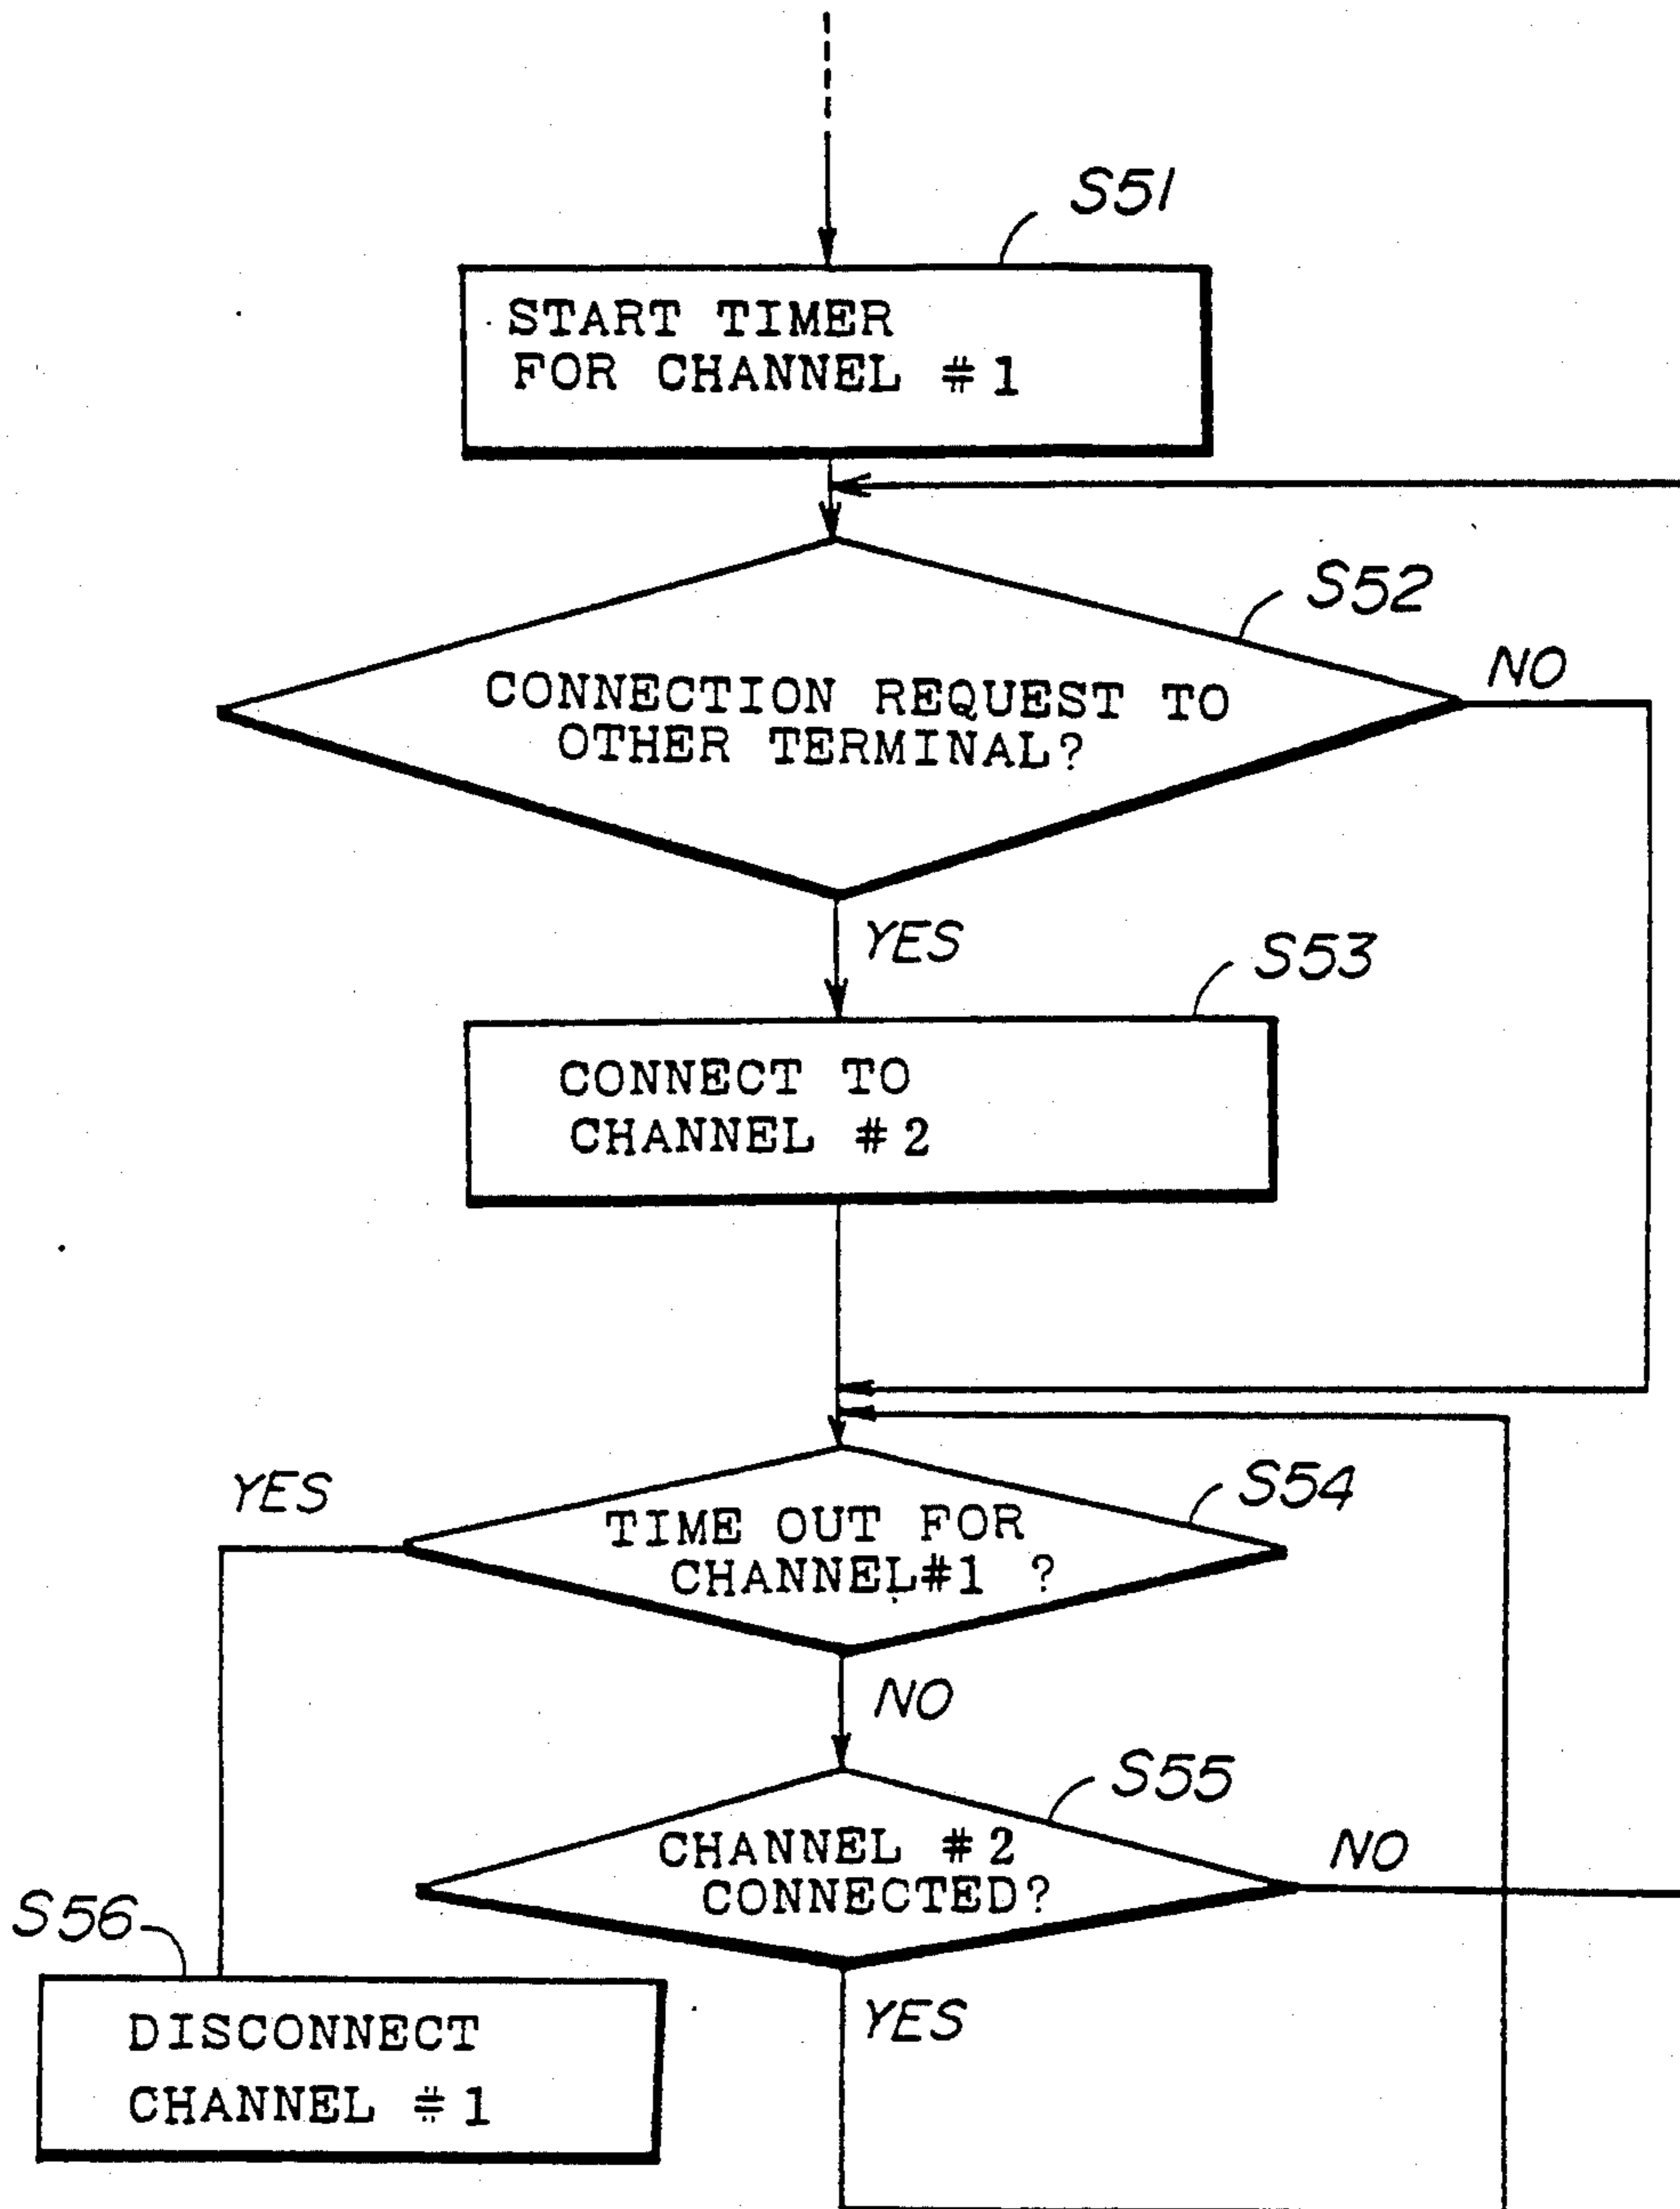 S51
START TIMER
FOR CHANNEL #1
S52
NO
CONNECTION REQUEST TO
OTHER TERMINAL?
YES
S53
CONNECT TO
CHANNEL #2
YES
S54
TIME OUT FOR
CHANNEL#1 ?
NO
S55
CHANNEL #2
CONNECTED?
NO
S56
YES
DISCONNECT
CHANNEL #1